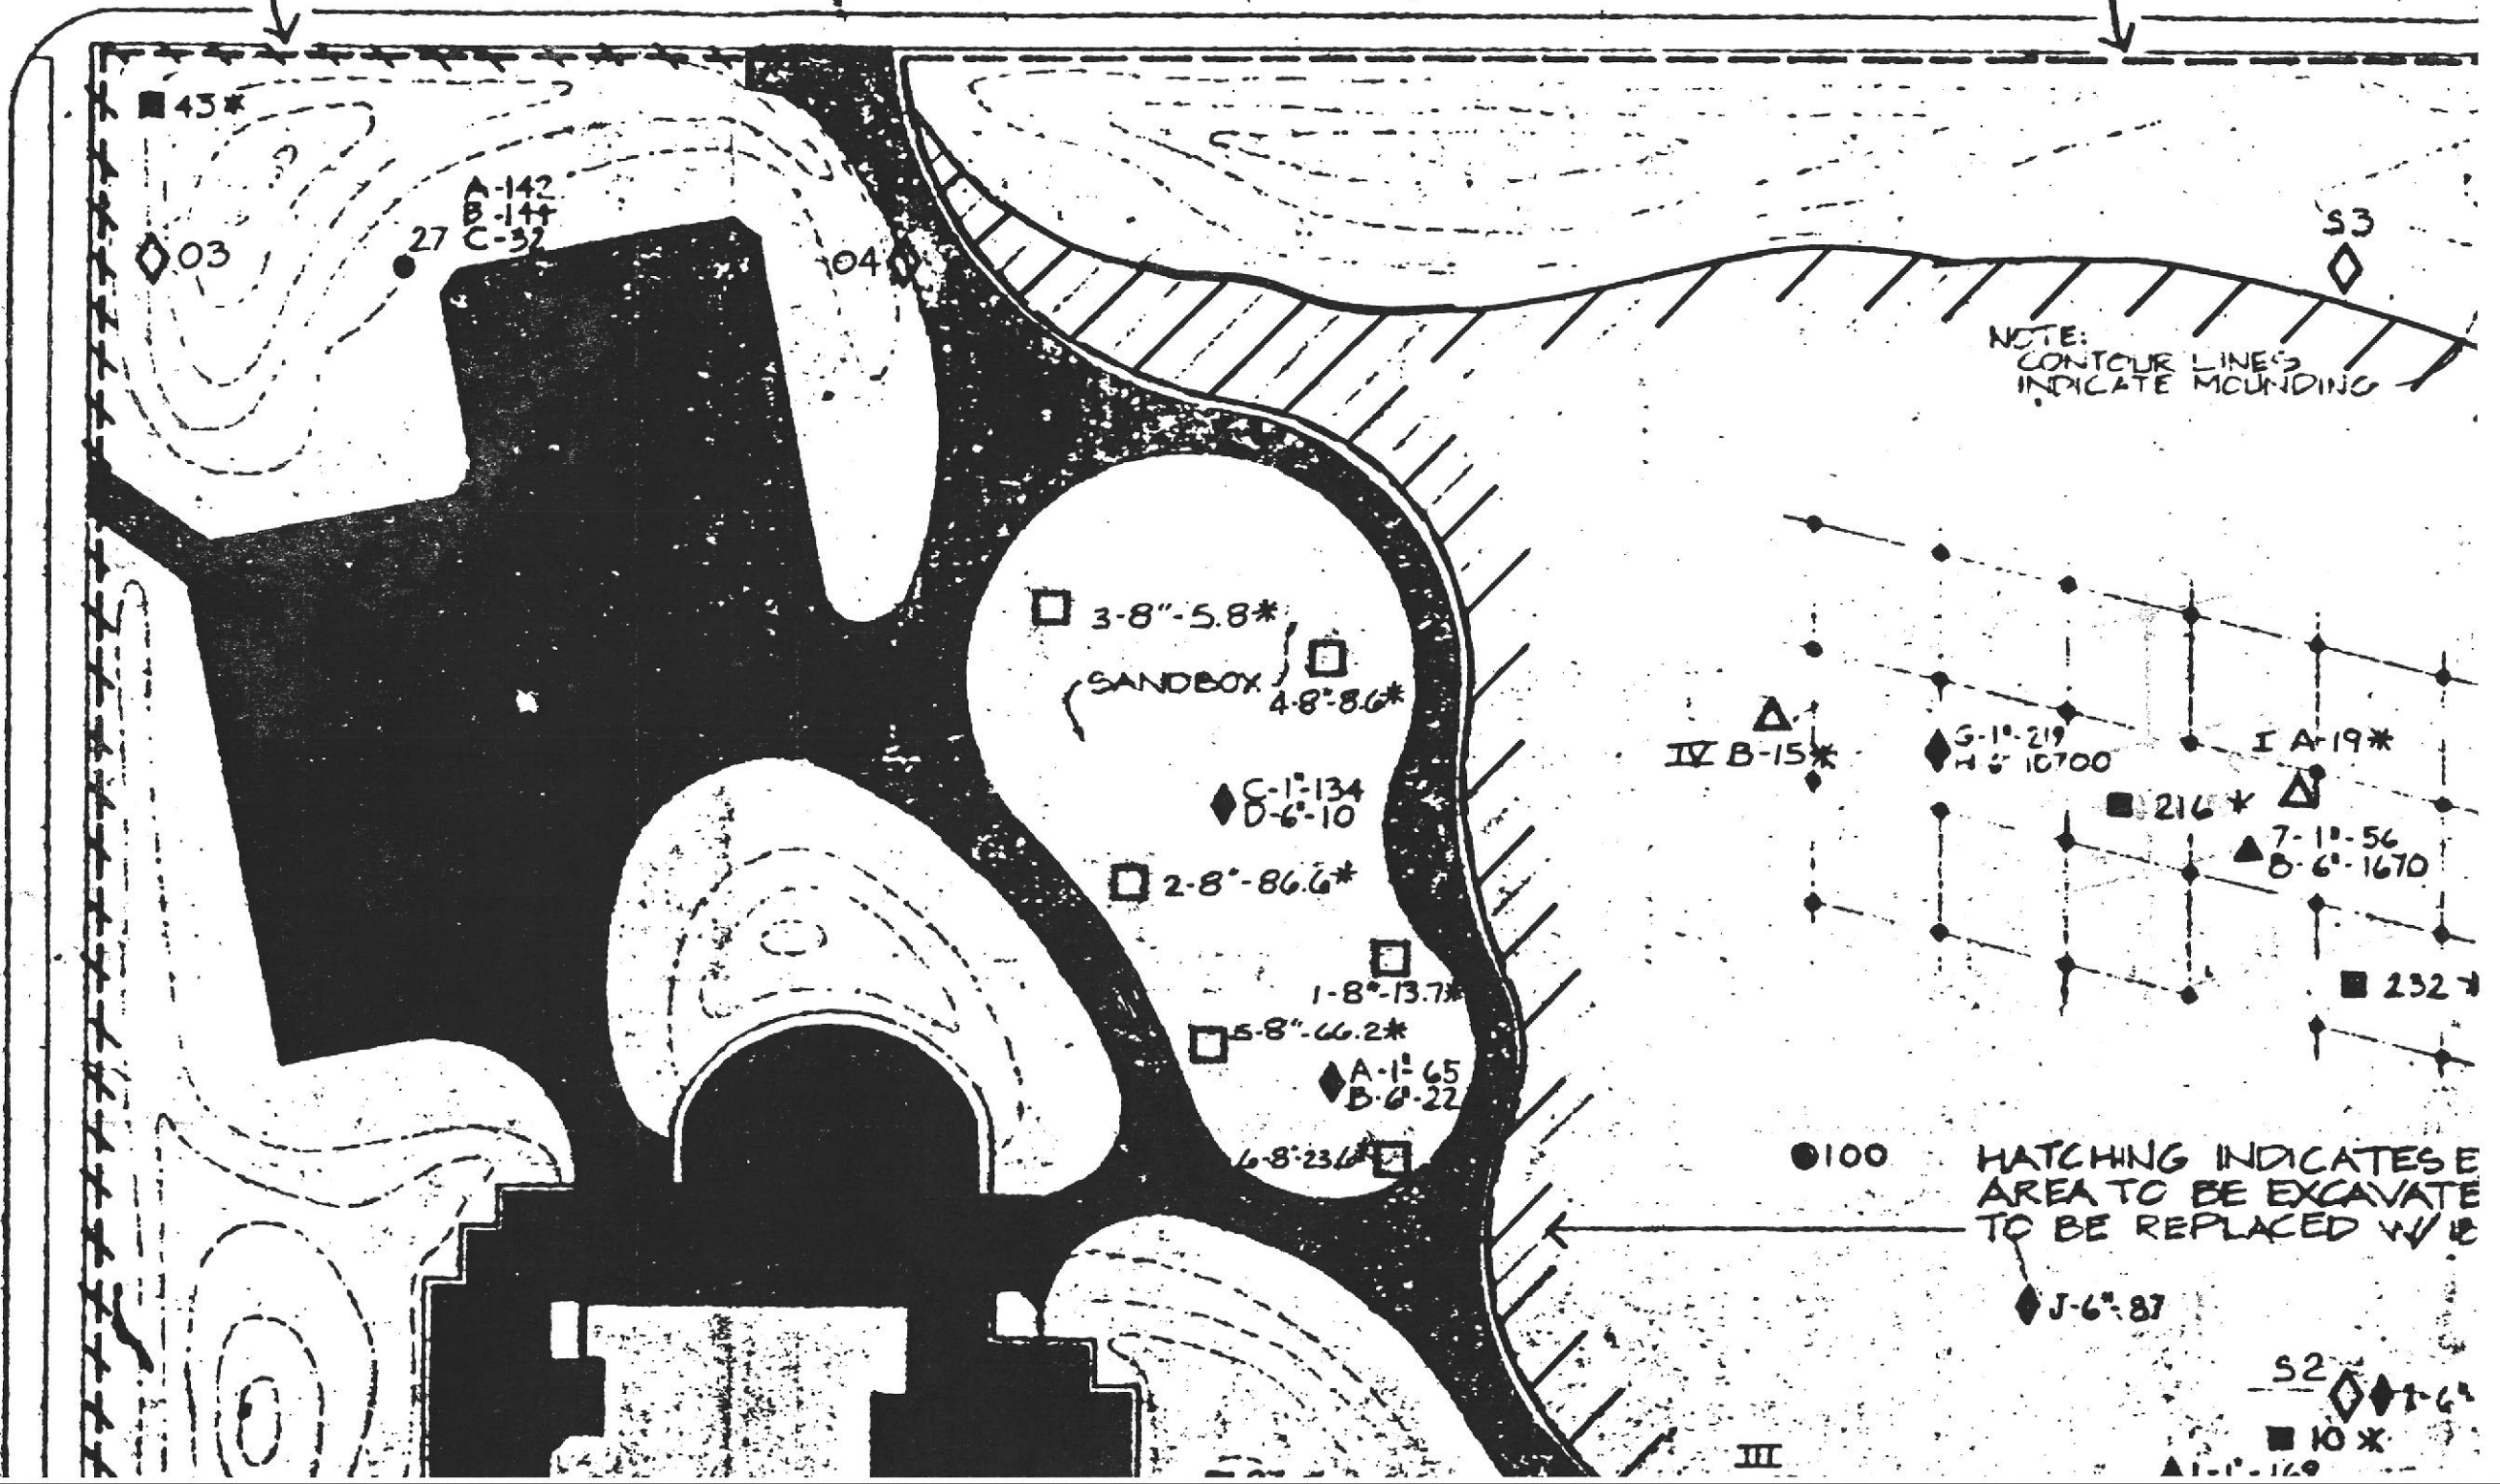 43*
A-142
B-144
C-32
27
03
04
S3
NOTE:
CONTOUR LINES
INDICATE MOUNDING
3-8"-5.8*
SANDBOX
4-8"-8.6*
IV B-15*
G-1"-219
I A-19*
C-1"-134
D-6"-10
216*
7-1"-56
8-6"-1670
2-8"-86.6*
232*
1-8"-13.7*
5-8"-66.2*
A-1"-65
B-6"-22
6-8"-23.6*
100
HATCHING INDICATES E
AREA TO BE EXCAVATE
TO BE REPLACED W/
J-6"-87
S2
10*
III